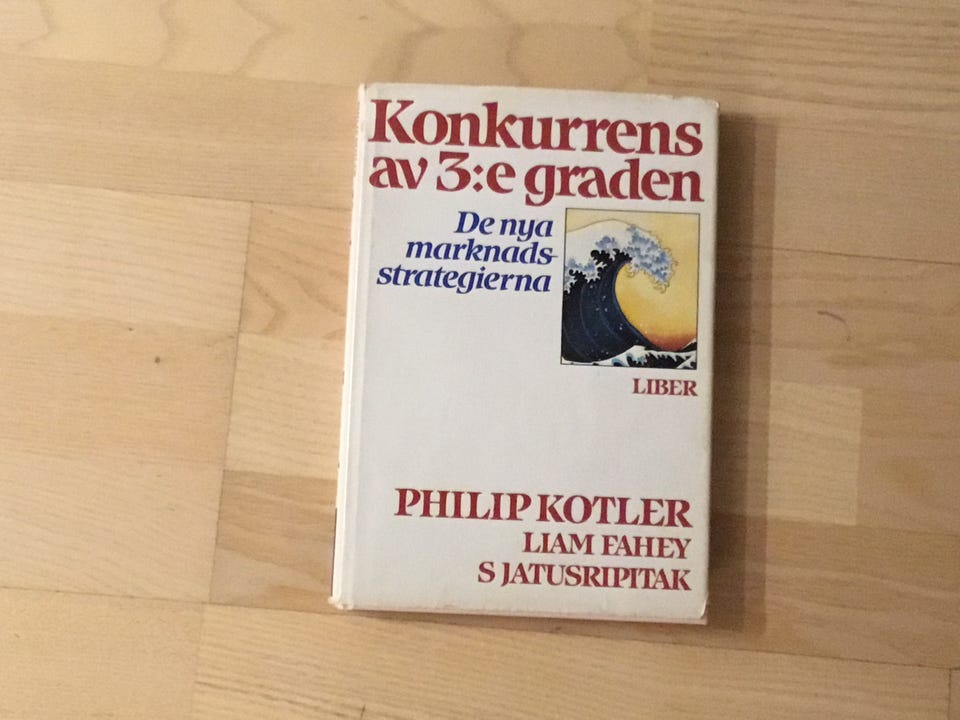 Konkurrens
av 3:e graden
De nya
marknads-
strategierna
LIBER
PHILIP KOTLER
LIAM FAHEY
S JATUSRIPITAK